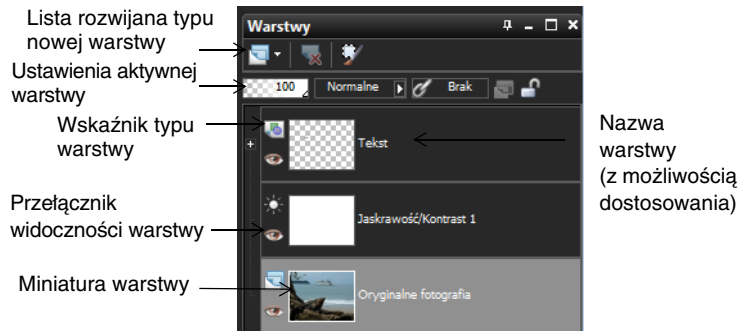 Lista rozwijana typu
nowej warstwy
Ustawienia aktywnej
warstwy
Wskaźnik typu
warstwy
Przełącznik
widoczności warstwy
Miniatura warstwy
Warstwy
100 Normalne Brak
Tekst
Jaskrawość/Kontrast 1
Oryginalne fotografia
Nazwa
warstwy
(z możliwością
dostosowania)